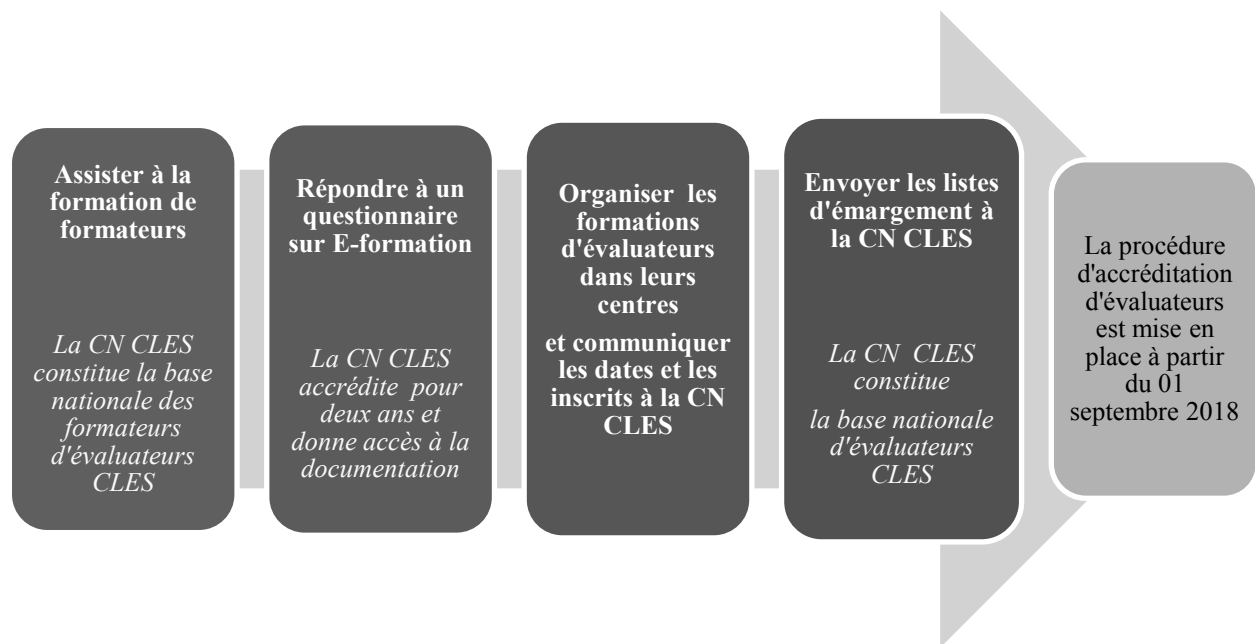 Assister à la
formation de
formateurs
La CN CLES
constitue la base
nationale des
formateurs
d'évaluateurs
CLES
Répondre à un
questionnaire
sur E-formation
La CN CLES
accrédite pour
deux ans et
donne accès à la
documentation
Organiser les
formations
d'évaluateurs
dans leurs
centres
et communiquer
les dates et les
inscrits à la CN
CLES
Envoyer les listes
d'émargement à
la CN CLES
La CN CLES
constitue
la base nationale
d'évaluateurs
CLES
La procédure
d'accréditation
d'évaluateurs
est mise en
place à partir
du 01
septembre 2018